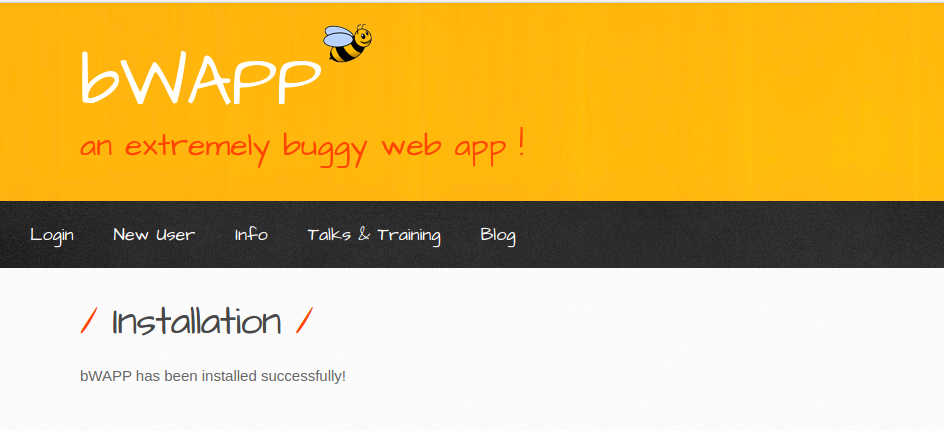 bWAPP
an extremely buggy web app !
Login New User Info Talks & Training Blog
/ Installation /
bWAPP has been installed successfully!